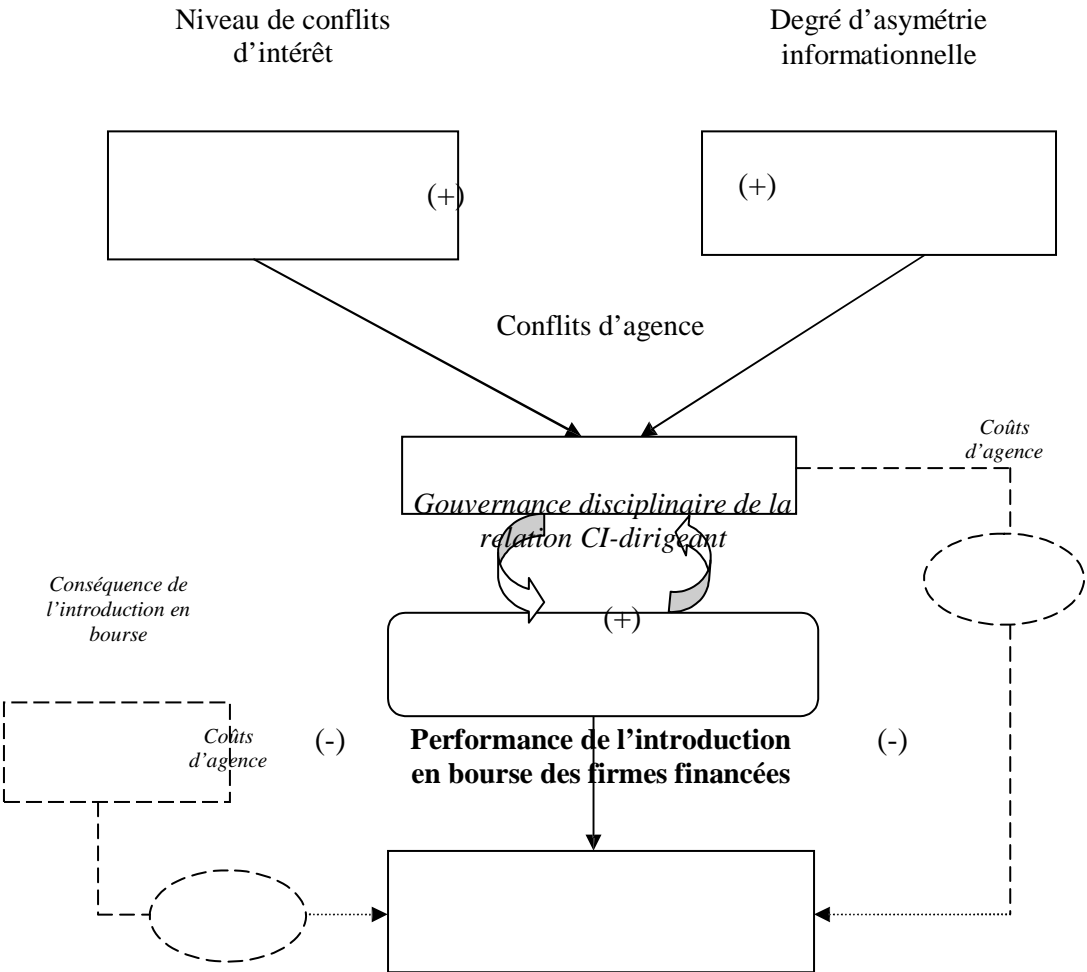 Niveau de conflits
d’intérêt
Degré d’asymétrie
informationnelle
(+)
(+)
Conflits d’agence
Coûts
d’agence
Gouvernance disciplinaire de la
relation CI-dirigeant
Conséquence de
l’introduction en
bourse
(+)
Coûts
d’agence
(-)
Performance de l’introduction
en bourse des firmes financées
(-)